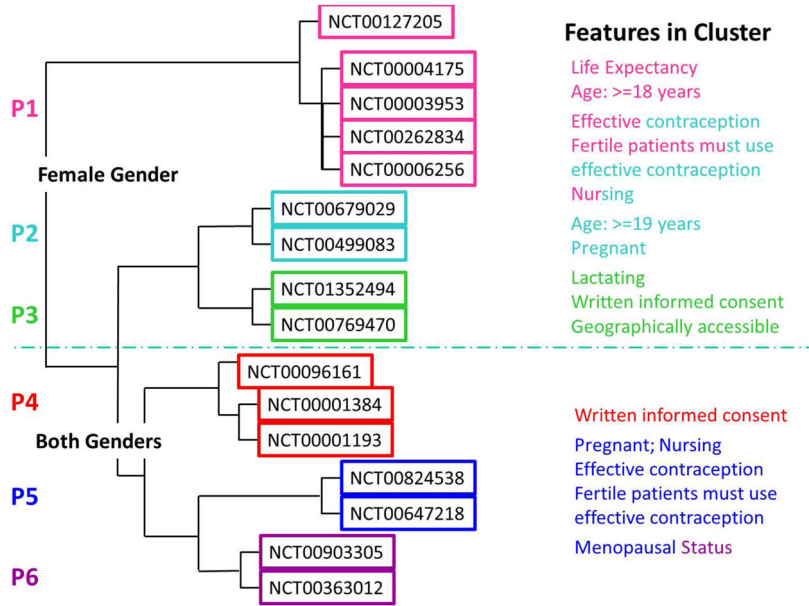 NCT00127205
Features in Cluster
NCT00004175
Life Expectancy
Age: >=18 years
P1
NCT00003953
Effective contraception
NCT00262834
Fertile patients must use
effective contraception
NCT00006256
Female Gender
Nursing
P2
NCT00679029
Age: >=19 years
NCT00499083
Pregnant
NCT01352494
Lactating
P3
Written informed consent
NCT00769470
Geographically accessible
NCT00096161
P4
NCT00001384
Written informed consent
Both Genders
NCT00001193
Pregnant; Nursing
NCT00824538
Effective contraception
P5
Fertile patients must use
NCT00647218
effective contraception
NCT00903305
Menopausal Status
P6
NCT00363012